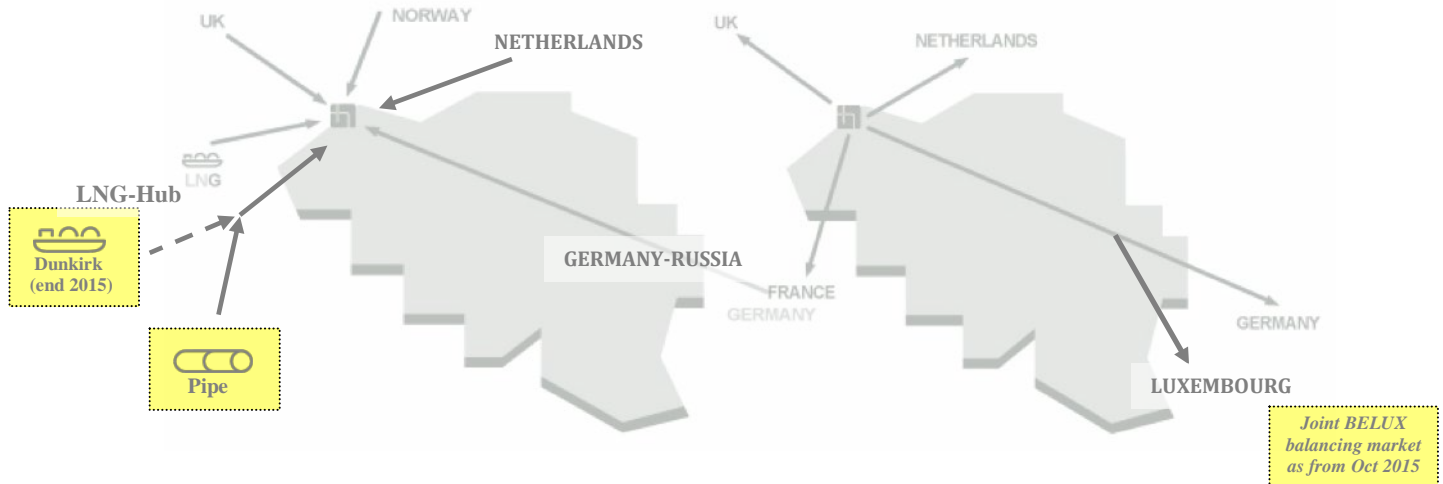 UK
NORWAY
NETHERLANDS
LNG
LNG-Hub
Dunkirk
(end 2015)
Pipe
GERMANY-RUSSIA
GERMANY
UK
NETHERLANDS
FRANCE
GERMANY
LUXEMBOURG
Joint BELUX
balancing market
as from Oct 2015